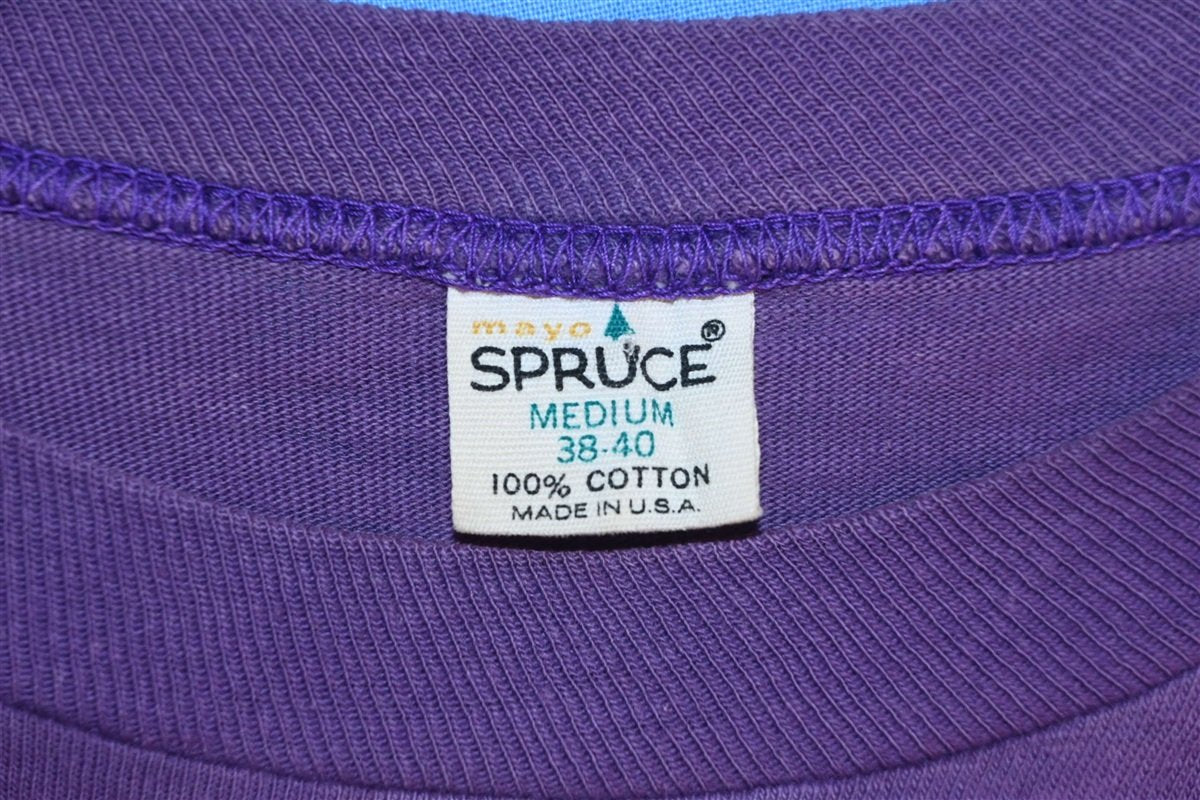 mayo
SPRUCE®
MEDIUM
38-40
100% COTTON
MADE IN U.S.A.